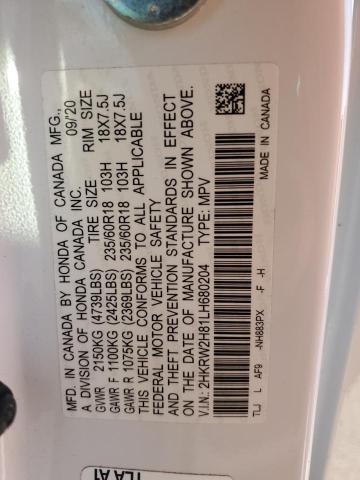 MFD. IN CANADA BY HONDA OF CANADA MFG.,
A DIVISION OF HONDA CANADA INC. 09/20
TIRE SIZE RIM SIZE
GVWR 2150KG (4739LBS)
GAWR F 1100KG (2425LBS) 235/60R18 103H 18X7.5J
GAWR R 1075KG (2369LBS) 235/60R18 103H 18X7.5J
THIS VEHICLE CONFORMS TO ALL APPLICABLE
FEDERAL MOTOR VEHICLE SAFETY
AND THEFT PREVENTION STANDARDS IN EFFECT
ON THE DATE OF MANUFACTURE SHOWN ABOVE.
V.I.N.: 2HKRW2H81LH680204 TYPE: MPV
MADE IN CANADA
TLJ L AF9 -NH883PX -F -H
TLA A1